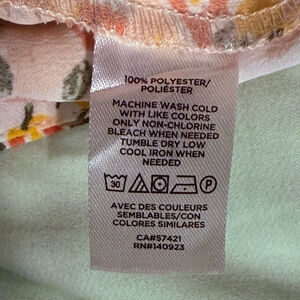 100% POLYESTER/
POLIÉSTER
MACHINE WASH COLD
WITH LIKE COLORS
ONLY NON-CHLORINE
BLEACH WHEN NEEDED
TUMBLE DRY LOW
COOL IRON WHEN
NEEDED
30 P
AVEC DES COULEURS
SEMBLABLES/CON
COLORES SIMILARES
CA#57421
RN#140923